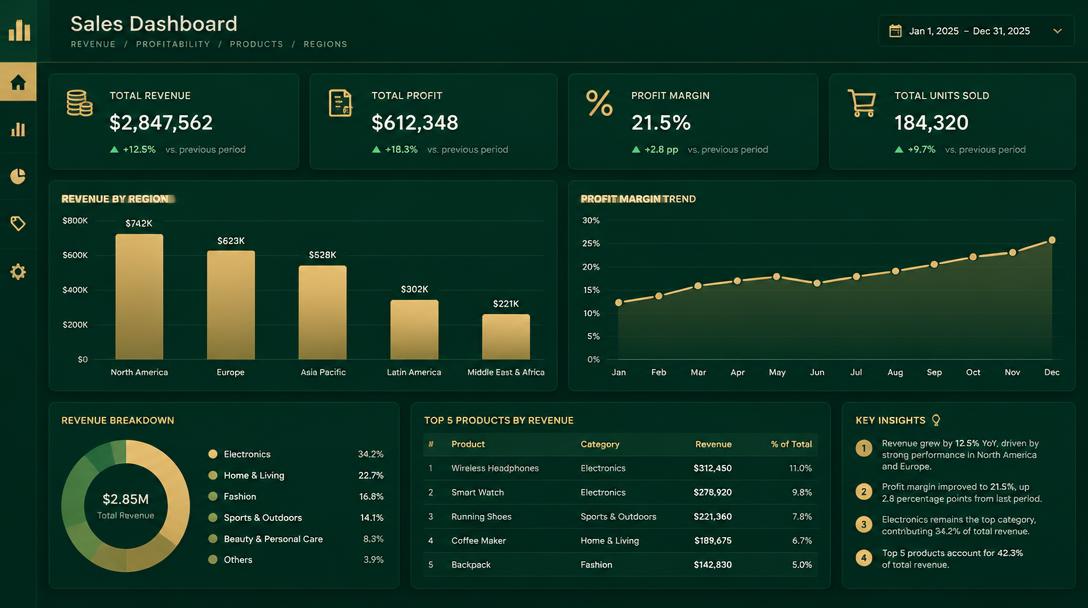 Sales Dashboard
REVENUE / PROFITABILITY / PRODUCTS / REGIONS
Jan 1, 2025 – Dec 31, 2025
TOTAL REVENUE
$2,847,562
+12.5% vs. previous period
TOTAL PROFIT
$612,348
+18.3% vs. previous period
PROFIT MARGIN
21.5%
+2.8 pp vs. previous period
TOTAL UNITS SOLD
184,320
+9.7% vs. previous period
REVENUE BY REGION
$800K
$600K
$400K
$200K
$0
$742K
$623K
$528K
$302K
$221K
North America
Europe
Asia Pacific
Latin America
Middle East & Africa
PROFIT MARGIN TREND
30%
25%
20%
15%
10%
5%
0%
Jan Feb Mar Apr May Jun Jul Aug Sep Oct Nov Dec
REVENUE BREAKDOWN
$2.85M
Total Revenue
Electronics 34.2%
Home & Living 22.7%
Fashion 16.8%
Sports & Outdoors 14.1%
Beauty & Personal Care 8.3%
Others 3.9%
TOP 5 PRODUCTS BY REVENUE
# Product Category Revenue % of Total
1 Wireless Headphones Electronics $312,450 11.0%
2 Smart Watch Electronics $278,920 9.8%
3 Running Shoes Sports & Outdoors $221,360 7.8%
4 Coffee Maker Home & Living $189,675 6.7%
5 Backpack Fashion $142,830 5.0%
KEY INSIGHTS
1 Revenue grew by 12.5% YoY, driven by
strong performance in North America
and Europe.
2 Profit margin improved to 21.5%, up
2.8 percentage points from last period.
3 Electronics remains the top category,
contributing 34.2% of total revenue.
4 Top 5 products account for 42.3%
of total revenue.